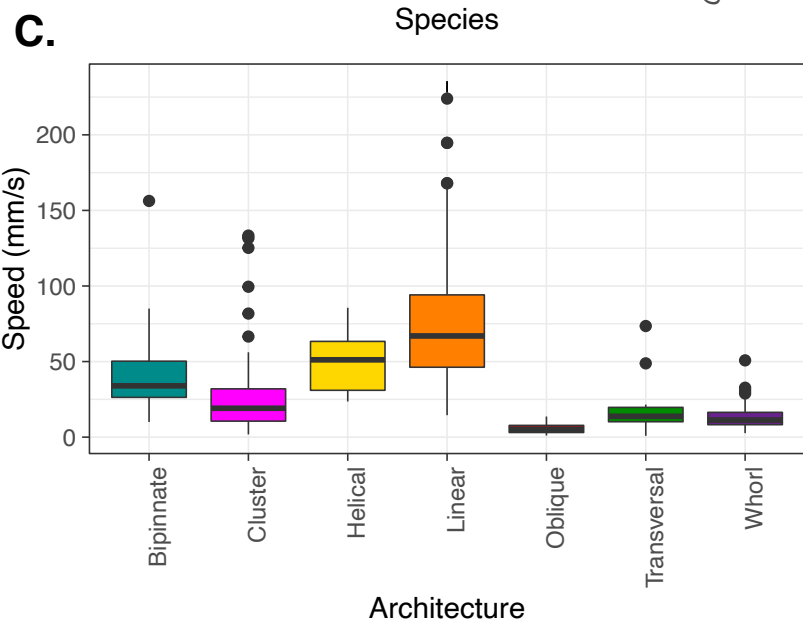 Species
C.
Speed (mm/s)
200
150
100
50
0
Bipinnate
Cluster
Helical
Linear
Oblique
Transversal
Whorl
Architecture